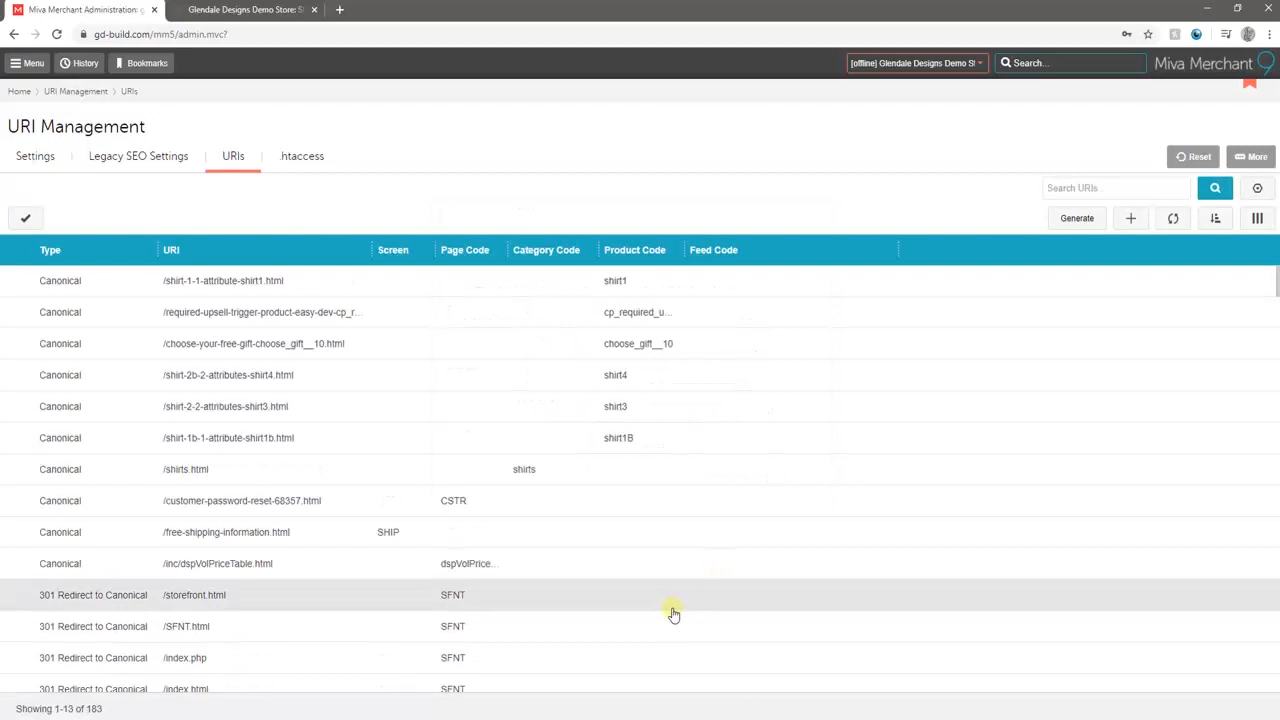 Miva Merchant Administration: g
Glendale Designs Demo Store: S
gd-build.com/mm5/admin.mvc?
Menu
History
Bookmarks
[offline] Glendale Designs Demo St
Search...
Miva Merchant 9
Home
URI Management
URIs
URI Management
Settings
Legacy SEO Settings
URIs
.htaccess
Reset
More
Search URIs...
Generate
Type URI Screen Page Code Category Code Product Code Feed Code
Canonical /shirt-1-1-attribute-shirt1.html shirt1
Canonical /required-upsell-trigger-product-easy-dev-cp_r... cp_required_u...
Canonical /choose-your-free-gift-choose_gift__10.html choose_gift__10
Canonical /shirt-2b-2-attributes-shirt4.html shirt4
Canonical /shirt-2-2-attributes-shirt3.html shirt3
Canonical /shirt-1b-1-attribute-shirt1b.html shirt1B
Canonical /shirts.html shirts
Canonical /customer-password-reset-68357.html CSTR
Canonical /free-shipping-information.html SHIP
Canonical /inc/dspVolPriceTable.html dspVolPrice...
301 Redirect to Canonical /storefront.html SFNT
301 Redirect to Canonical /SFNT.html SFNT
301 Redirect to Canonical /index.php SFNT
301 Redirect to Canonical /index.html SFNT
Showing 1-13 of 183